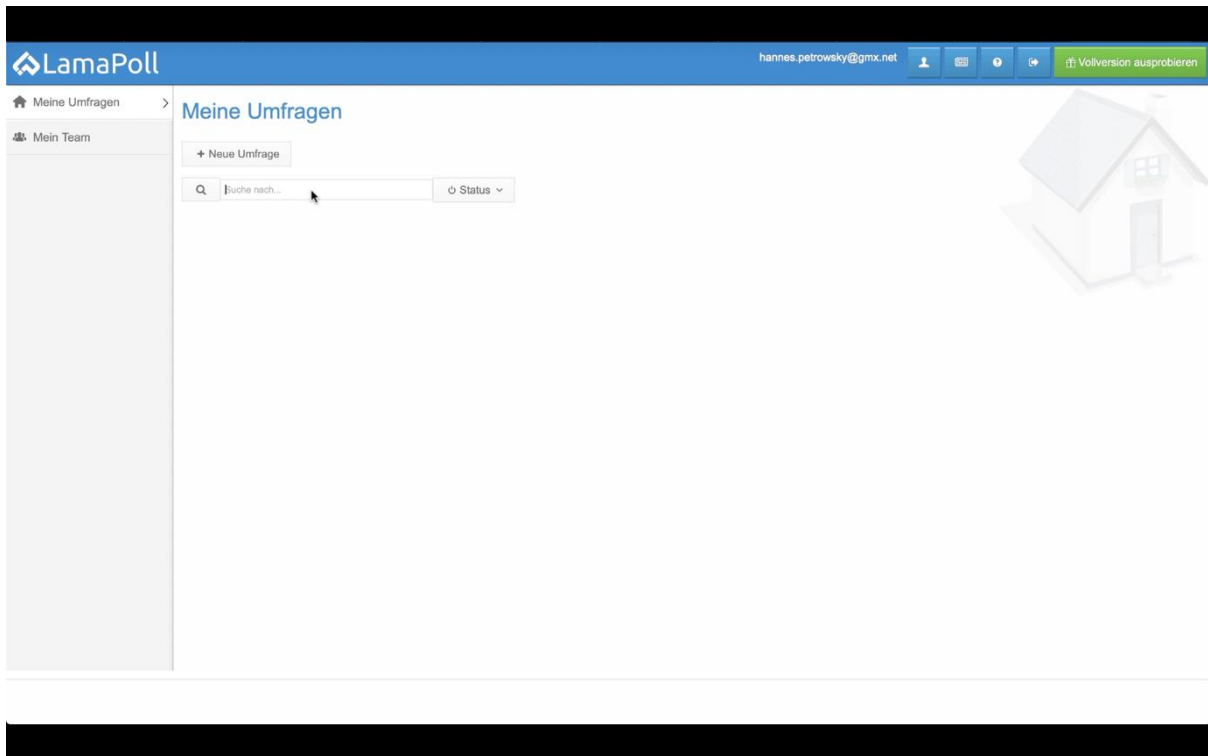 LamaPoll
hannes.petrowsky@gmx.net
Vollversion ausprobieren
Meine Umfragen
Mein Team
Meine Umfragen
+ Neue Umfrage
Suche nach...
Status